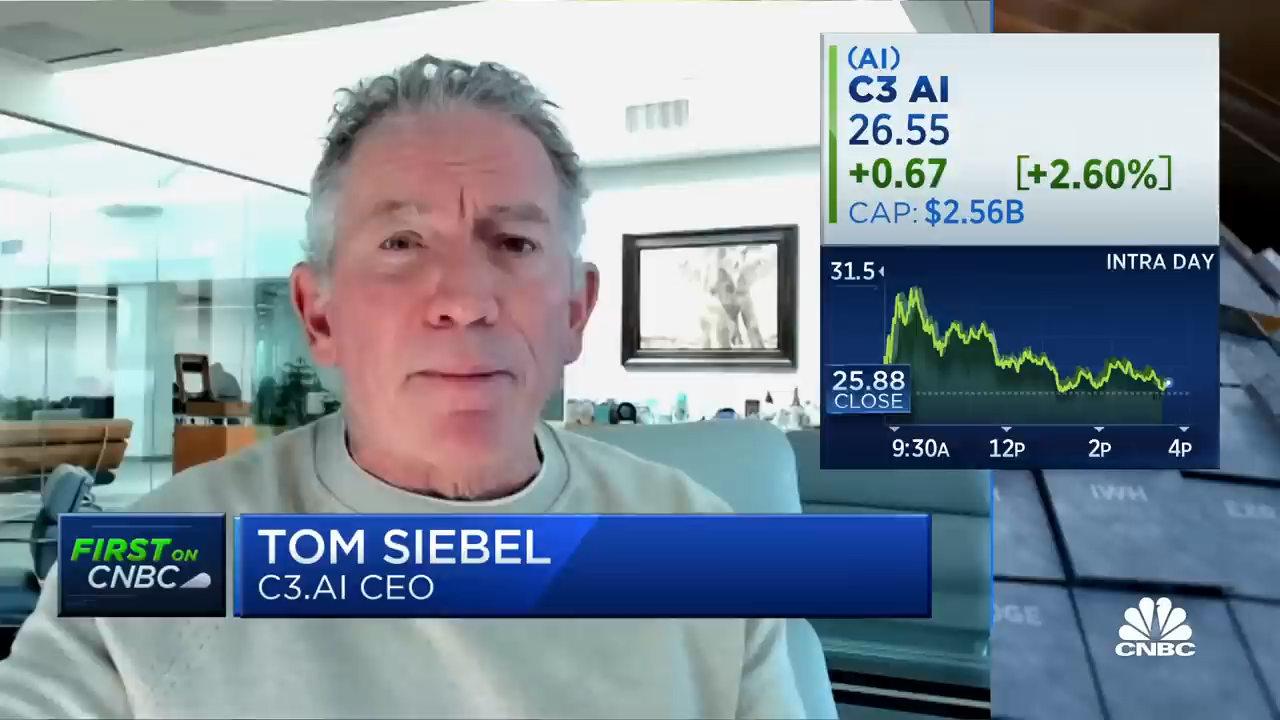 (AI)
C3 AI
26.55
+0.67 [+2.60%]
CAP: $2.56B
INTRA DAY
31.5
25.88
CLOSE
9:30A 12P 2P 4P
IWH
FIRST ON
CNBC
TOM SIEBEL
C3.AI CEO
CNBC